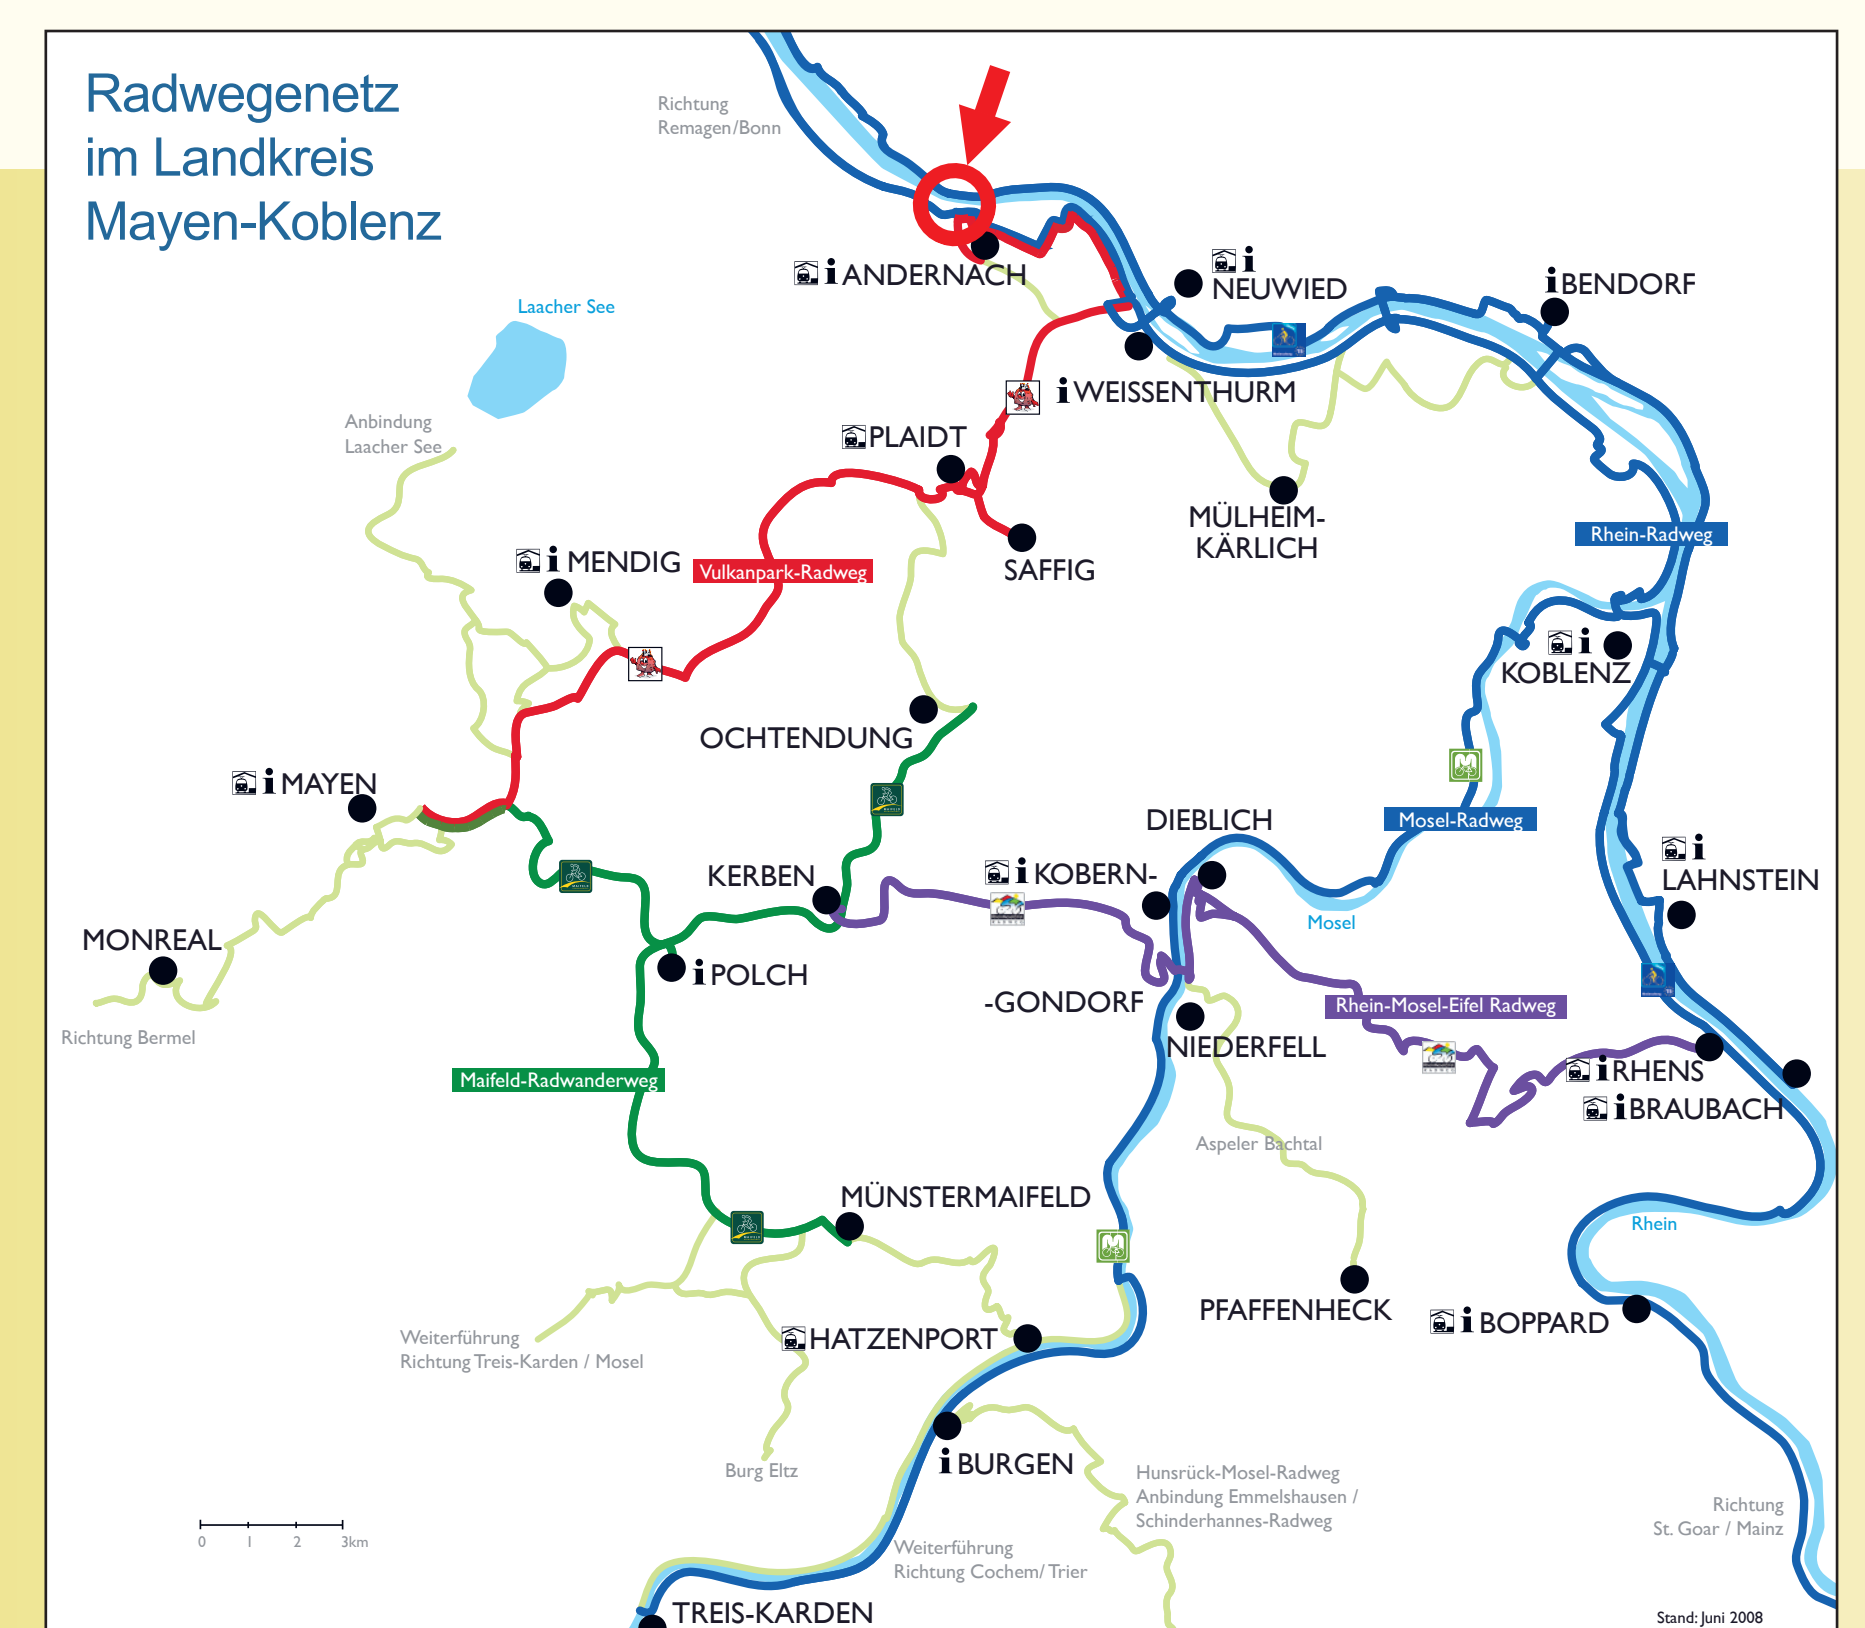 Radwegenetz
im Landkreis
Mayen-Koblenz
Richtung
Remagen/Bonn
i ANDERNACH
i
NEUWIED
i BENDORF
Laacher See
i WEISSENTHURM
Anbindung
Laacher See
PLAIDT
MÜLHEIM-
KÄRLICH
Rhein-Radweg
i MENDIG
Vulkanpark-Radweg
SAFFIG
i
KOBLENZ
OCHTENDUNG
i MAYEN
DIEBLICH
Mosel-Radweg
KERBEN
i KOBERN-
i
LAHNSTEIN
Mosel
MONREAL
i POLCH
-GONDORF
Rhein-Mosel-Eifel Radweg
Richtung Bermel
NIEDERFELL
i RHENS
Maifeld-Radwanderweg
i BRAUBACH
Aspeler Bachtal
MÜNSTERMAIFELD
Rhein
PFAFFENHECK
i BOPPARD
HATZENPORT
Weiterführung
Richtung Treis-Karden / Mosel
i BURGEN
Burg Eltz
Hunsrück-Mosel-Radweg
Anbindung Emmelshausen /
Schinderhannes-Radweg
Richtung
St. Goar / Mainz
0 1 2 3km
Weiterführung
Richtung Cochem/ Trier
TREIS-KARDEN
Stand: Juni 2008